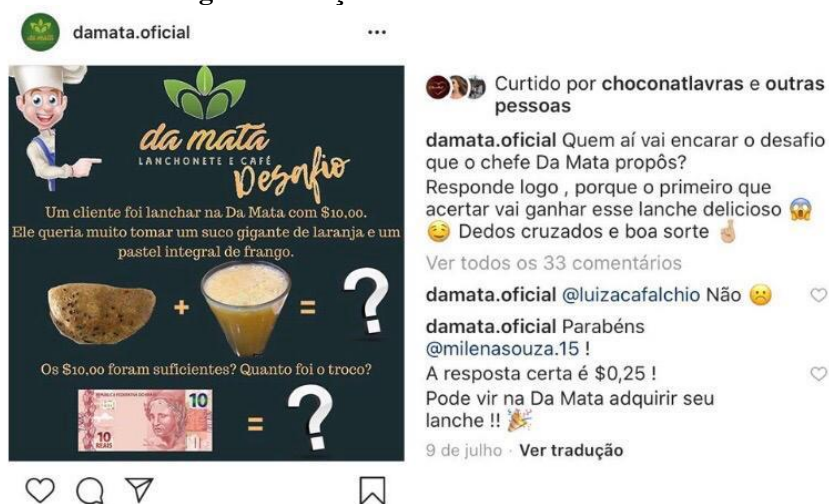 damata.oficial
da mata
LANCHONETE E CAFÉ
Desafio
Um cliente foi lanchar na Da Mata com $10,00.
Ele queria muito tomar um suco gigante de laranja e um
pastel integral de frango.
+ = ?
Os $10,00 foram suficientes? Quanto foi o troco?
10
10
REAIS
= ?
Curtido por choconatlavras e outras
pessoas
damata.oficial Quem aí vai encarar o desafio
que o chefe Da Mata propôs?
Responde logo , porque o primeiro que
acertar vai ganhar esse lanche delicioso 😱
🤤 Dedos cruzados e boa sorte 🤞🏼
Ver todos os 33 comentários
damata.oficial @luizacafalchio Não ☹️
damata.oficial Parabéns
@milenasouza.15 !
A resposta certa é $0,25 !
Pode vir na Da Mata adquirir seu
lanche !! 🎉
9 de julho · Ver tradução